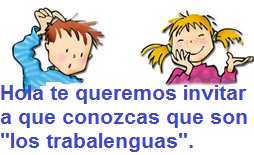 Hola te queremos invitar
a que conozcas que son
"los trabalenguas".